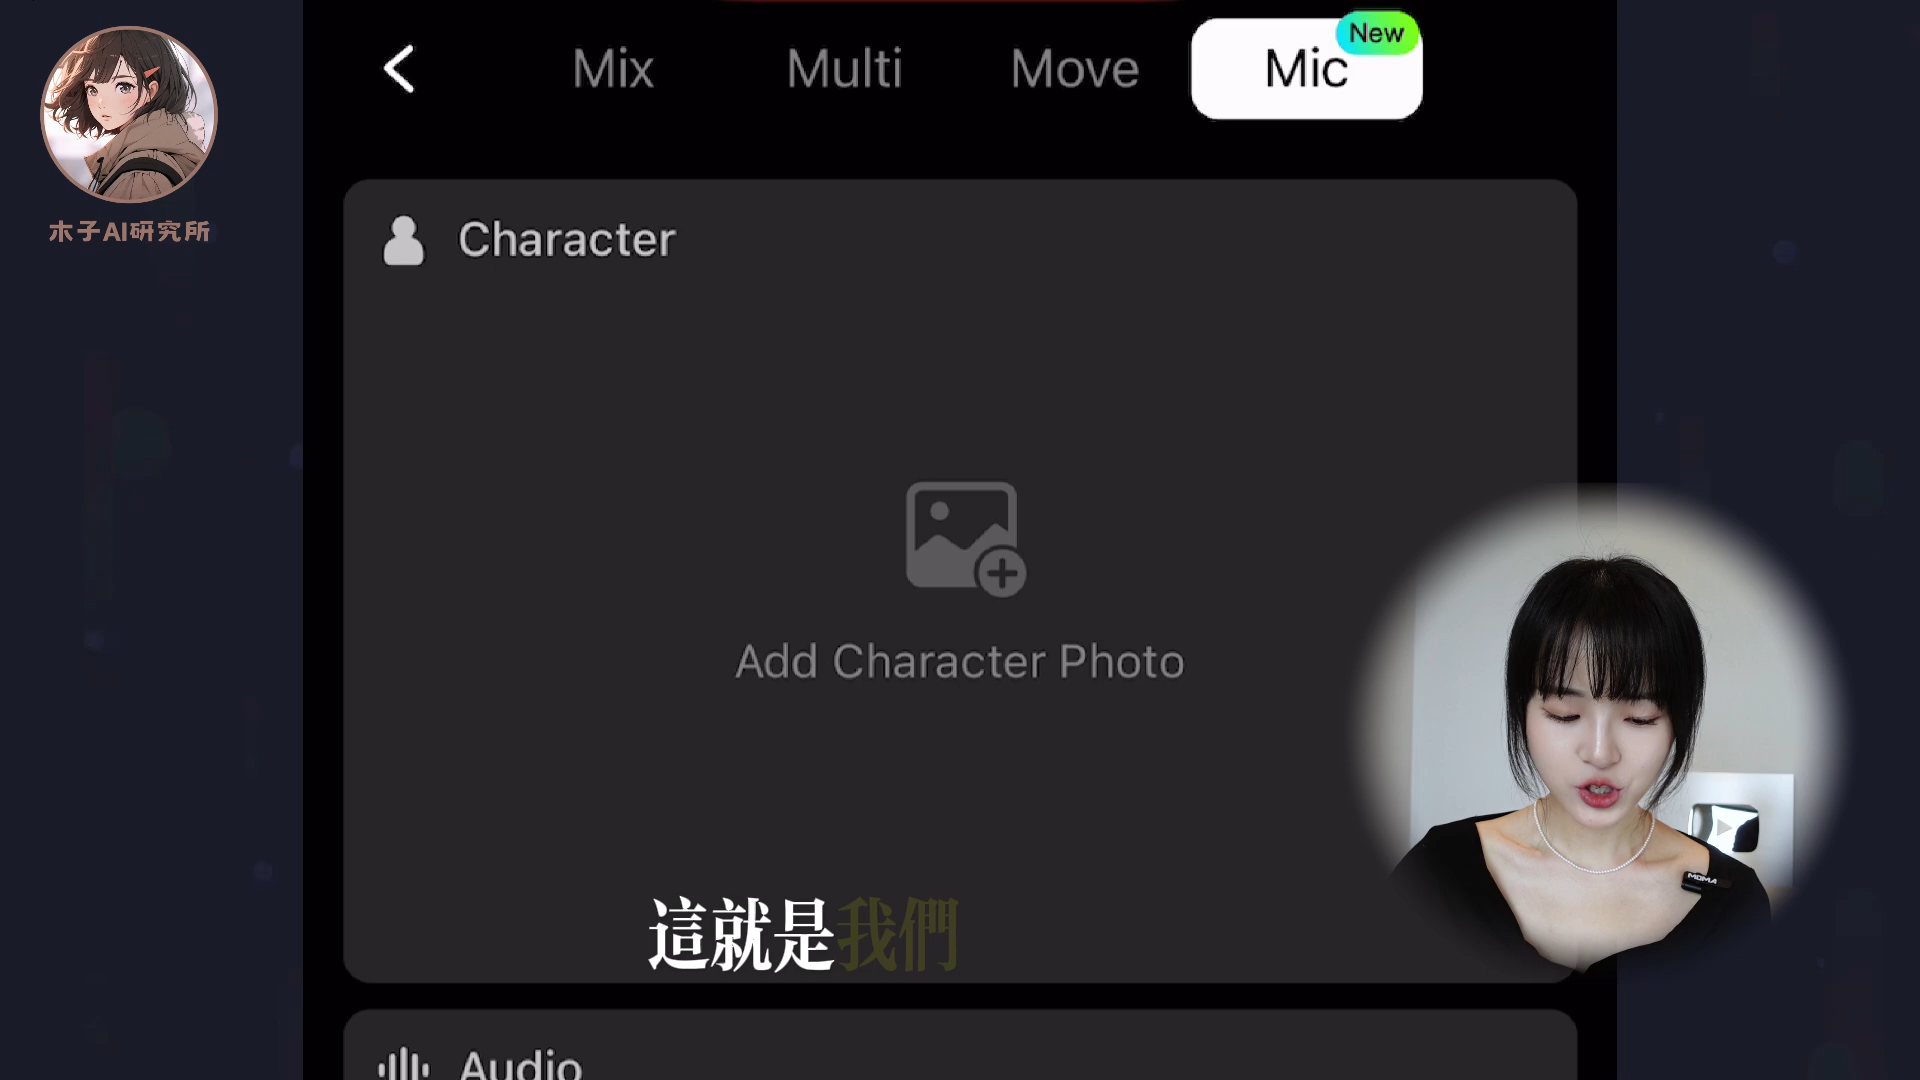 Mix Multi Move Mic New
木子AI研究所
Character
Add Character Photo
MOMA
這就是我們
Audio